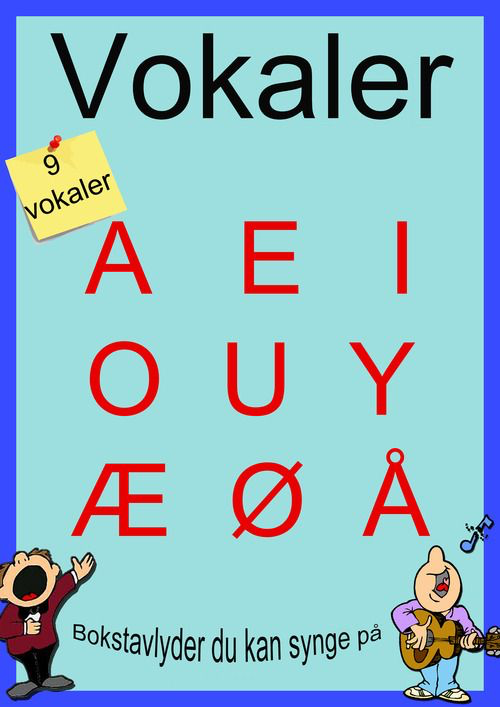 Vokaler
9
vokaler
A E I
O U Y
Æ Ø Å
Bokstavlyder du kan synge på